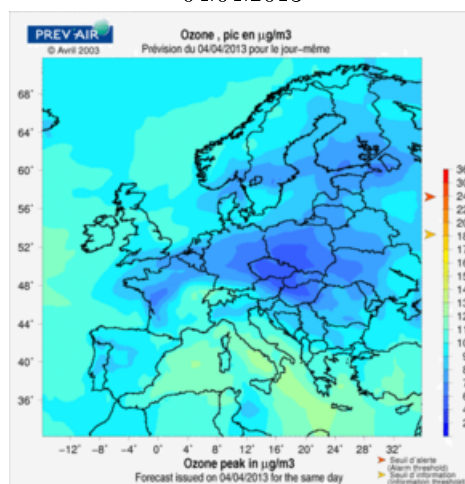 PREV'AIR
© Avril 2003
Ozone , pic en µg/m3
Prévision du 04/04/2013 pour le jour-même
68°
64°
60°
56°
52°
48°
44°
40°
36°
-12° -8° -4° 0° 4° 8° 12° 16° 20° 24° 28° 32°
Ozone peak in µg/m3
Forecast issued on 04/04/2013 for the same day
Seuil d'alerte
(Alarm threshold)
Seuil d'information
(Information threshold)